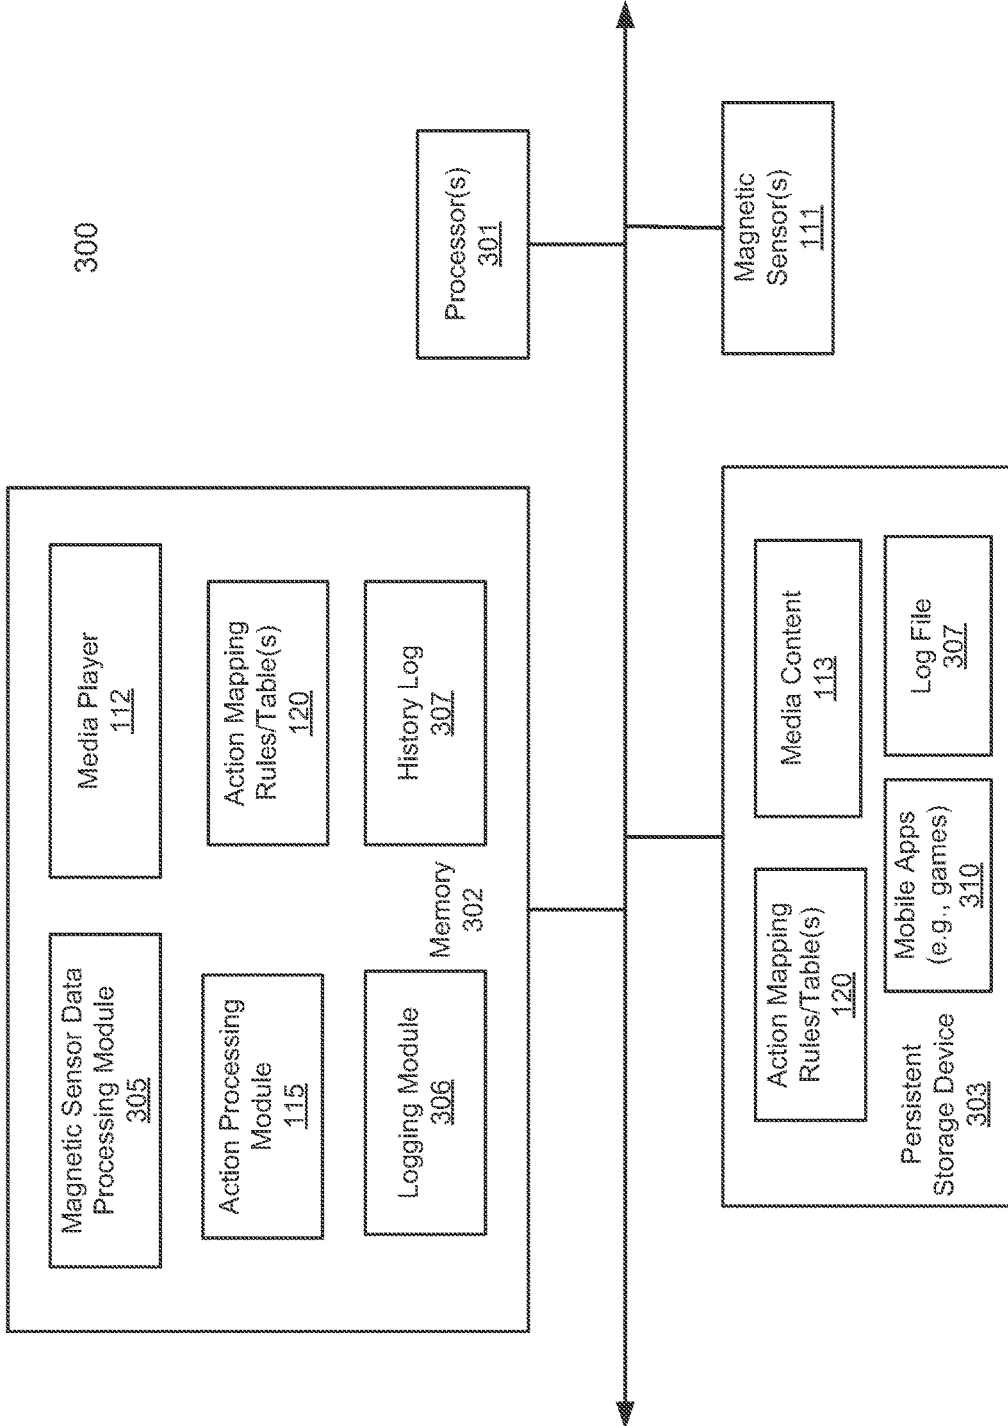 300
Magnetic Sensor Data
Processing Module
305
Media Player
112
Action Processing
Module
115
Action Mapping
Rules/Table(s)
120
Logging Module
306
History Log
307
Memory
302
Processor(s)
301
Action Mapping
Rules/Table(s)
120
Media Content
113
Persistent
Storage Device
303
Mobile Apps
(e.g., games)
310
Log File
307
Magnetic
Sensor(s)
111